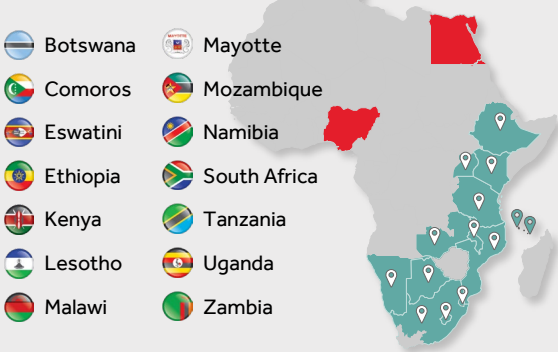 Botswana
Comoros
Eswatini
Ethiopia
Kenya
Lesotho
Malawi
Mayotte
Mozambique
Namibia
South Africa
Tanzania
Uganda
Zambia